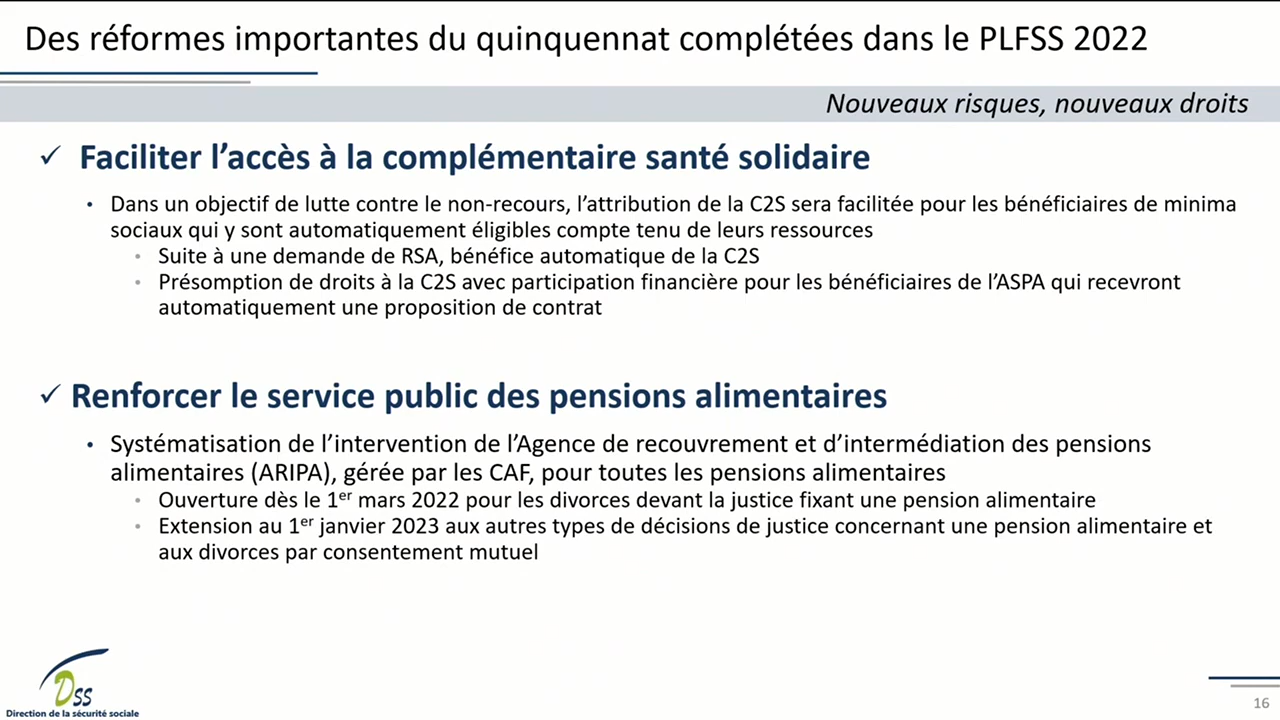 Des réformes importantes du quinquennat complétées dans le PLFSS 2022
Nouveaux risques, nouveaux droits
✓ Faciliter l’accès à la complémentaire santé solidaire
• Dans un objectif de lutte contre le non-recours, l’attribution de la C2S sera facilitée pour les bénéficiaires de minima
sociaux qui y sont automatiquement éligibles compte tenu de leurs ressources
• Suite à une demande de RSA, bénéfice automatique de la C2S
• Présomption de droits à la C2S avec participation financière pour les bénéficiaires de l’ASPA qui recevront
automatiquement une proposition de contrat
✓ Renforcer le service public des pensions alimentaires
• Systématisation de l’intervention de l’Agence de recouvrement et d’intermédiation des pensions
alimentaires (ARIPA), gérée par les CAF, pour toutes les pensions alimentaires
• Ouverture dès le 1er mars 2022 pour les divorces devant la justice fixant une pension alimentaire
• Extension au 1er janvier 2023 aux autres types de décisions de justice concernant une pension alimentaire et
aux divorces par consentement mutuel
DSS
Direction de la sécurité sociale
16